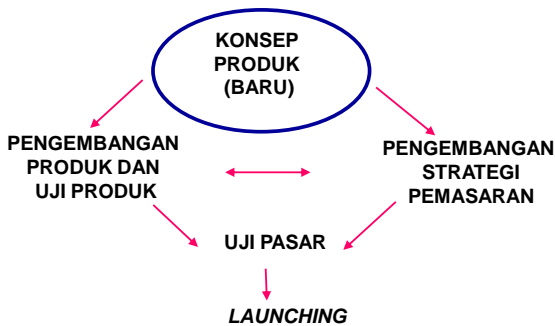 KONSEP
PRODUK
(BARU)
PENGEMBANGAN
PRODUK DAN
UJI PRODUK
PENGEMBANGAN
STRATEGI
PEMASARAN
UJI PASAR
LAUNCHING